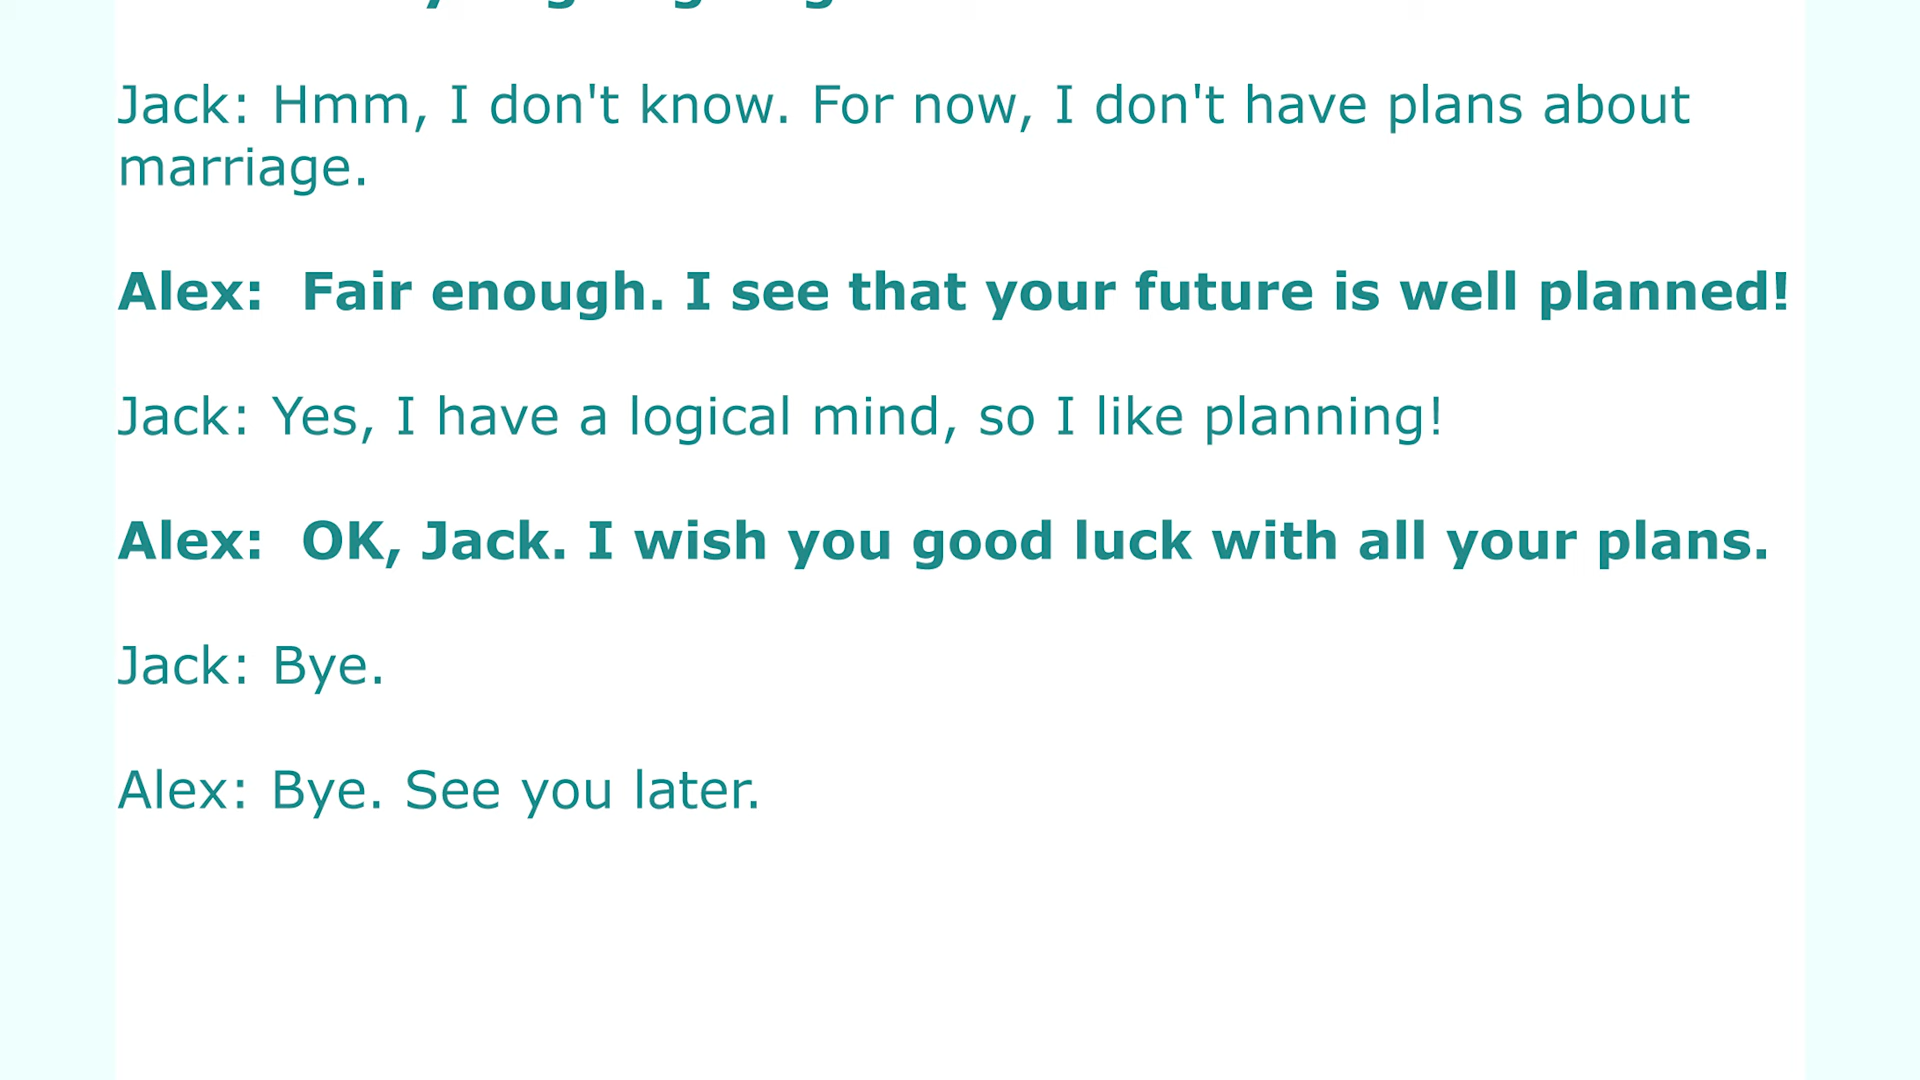 Jack: Hmm, I don't know. For now, I don't have plans about
marriage.
Alex:  Fair enough. I see that your future is well planned!
Jack: Yes, I have a logical mind, so I like planning!
Alex:  OK, Jack. I wish you good luck with all your plans.
Jack: Bye.
Alex: Bye. See you later.